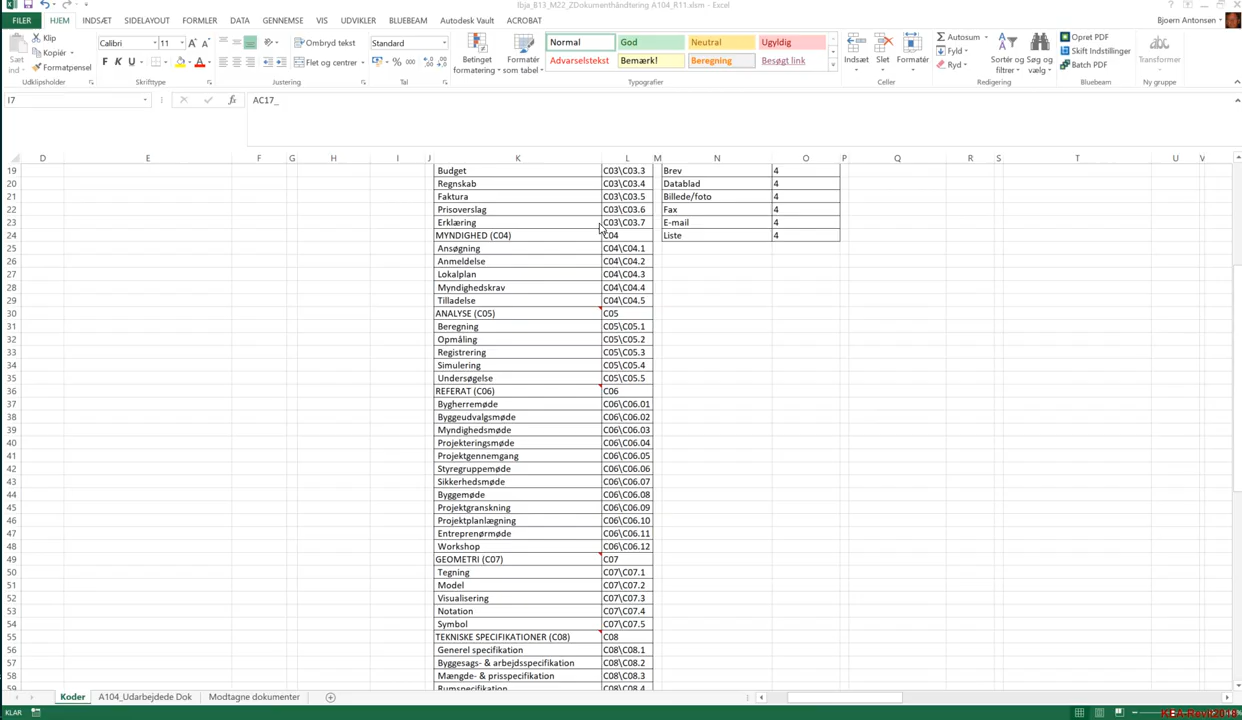 Ibja_B13_M22_ZDokumenthåndtering A104_R11.xlsm - Excel
FILER HJEM INDSÆT SIDELAYOUT FORMLER DATA GENNEMSE VIS UDVIKLER BLUEBEAM Autodesk Vault ACROBAT Bjoern Antonsen
Sæt ind
Klip
Kopiér
Formatpensel
Udklipsholder
Calibri 11
F K U
Skrifttype
Ombryd tekst
Flet og centrer
Justering
Standard
Tal
Betinget formatering
Formatér som tabel
Normal God Neutral Ugyldig
Advarselstekst Bemærk! Beregning Besøgt link
Typografier
Indsæt Slet Formatér
Celler
Autosum
Fyld
Ryd
Sortér og filtrer
Søg og vælg
Redigering
Opret PDF
Skift Indstillinger
Batch PDF
Bluebeam
Transformer
Ny gruppe
I7 fx AC17_
D E F G H I J K L M N O P Q R S T U V
19 Budget C03\C03.3 Brev 4
20 Regnskab C03\C03.4 Datablad 4
21 Faktura C03\C03.5 Billede/foto 4
22 Prisoverslag C03\C03.6 Fax 4
23 Erklæring C03\C03.7 E-mail 4
24 MYNDIGHED (C04) C04 Liste 4
25 Ansøgning C04\C04.1
26 Anmeldelse C04\C04.2
27 Lokalplan C04\C04.3
28 Myndighedskrav C04\C04.4
29 Tilladelse C04\C04.5
30 ANALYSE (C05) C05
31 Beregning C05\C05.1
32 Opmåling C05\C05.2
33 Registrering C05\C05.3
34 Simulering C05\C05.4
35 Undersøgelse C05\C05.5
36 REFERAT (C06) C06
37 Bygherremøde C06\C06.01
38 Byggeudvalgsmøde C06\C06.02
39 Myndighedsmøde C06\C06.03
40 Projekteringsmøde C06\C06.04
41 Projektgennemgang C06\C06.05
42 Styregruppemøde C06\C06.06
43 Sikkerhedsmøde C06\C06.07
44 Byggemøde C06\C06.08
45 Projektgranskning C06\C06.09
46 Projektplanlægning C06\C06.10
47 Entreprenørmøde C06\C06.11
48 Workshop C06\C06.12
49 GEOMETRI (C07) C07
50 Tegning C07\C07.1
51 Model C07\C07.2
52 Visualisering C07\C07.3
53 Notation C07\C07.4
54 Symbol C07\C07.5
55 TEKNISKE SPECIFIKATIONER (C08) C08
56 Generel specifikation C08\C08.1
57 Byggesags- & arbejdsspecifikation C08\C08.2
58 Mængde- & prisspecifikation C08\C08.3
59 Rumspecifikation C08\C08.4
Koder A104_Udarbejdede Dok Modtagne dokumenter
KLAR
KEA-Revit2018